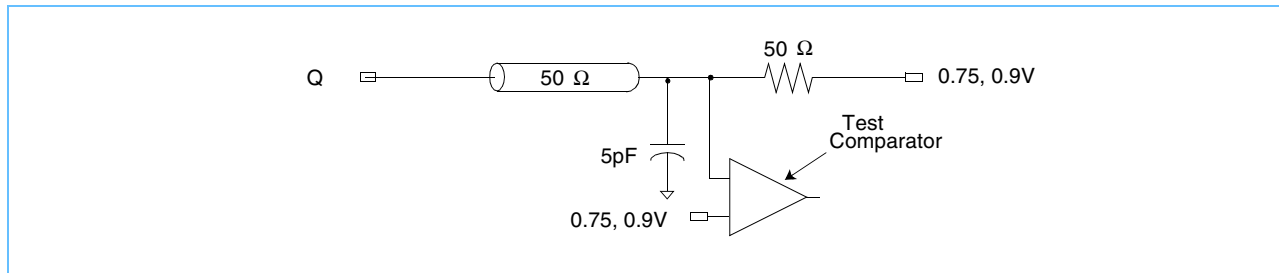 50 Ω
Q
50 Ω
0.75, 0.9V
Test
Comparator
5pF
0.75, 0.9V